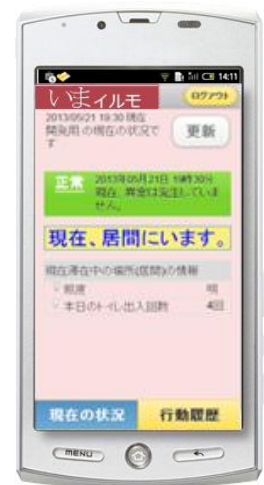 14:11
いまイルモ
ログアウト
2013/05/21 19:30 現在
開発用 の現在の状況で
す
更新
正常
2013年05月21日 19時30分
現在、異常は発生していま
せん。
現在、居間にいます。
現在滞在中の場所(居間)の情報
照度 明
本日のトイレ出入回数 4回
現在の状況
行動履歴
MENU